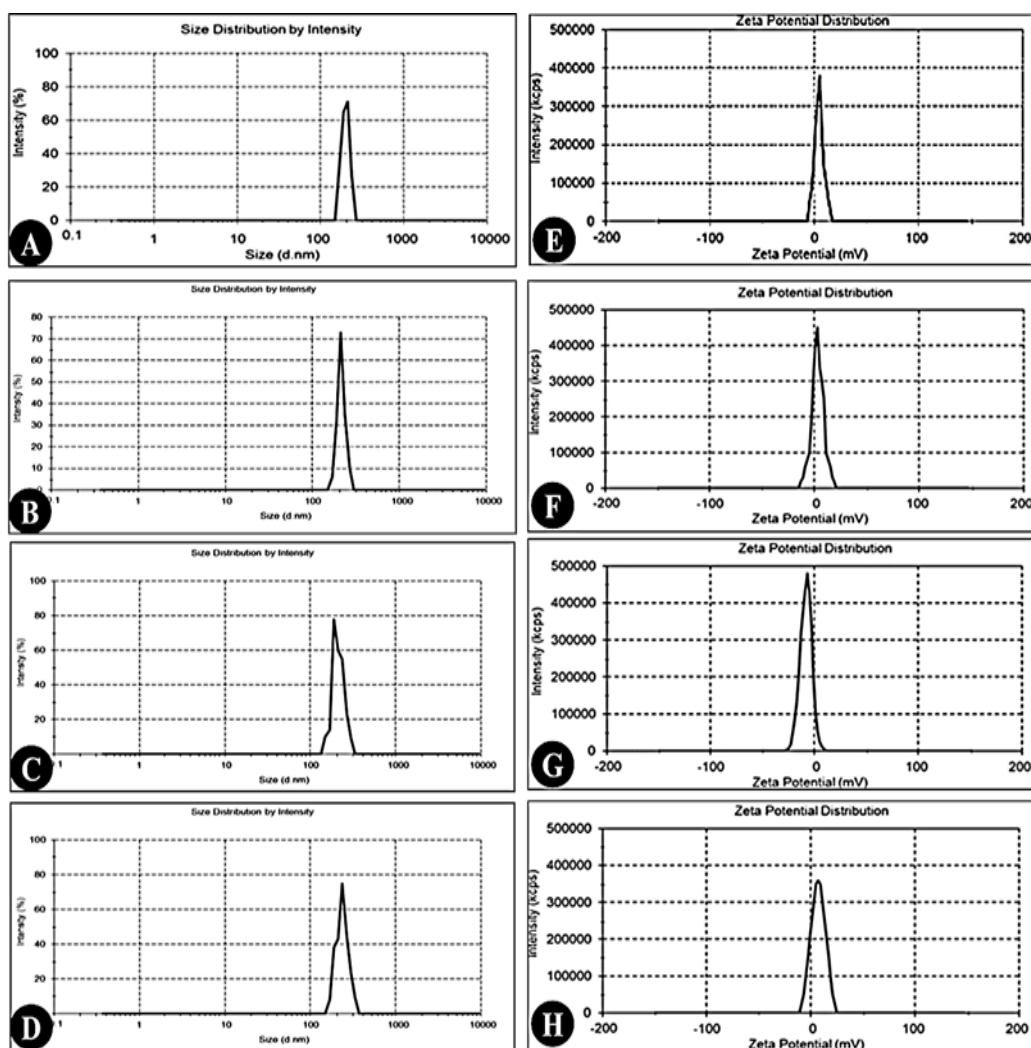 Size Distribution by Intensity
Intensity (%)
100
80
60
40
20
0
0.1 1 10 100 1000 10000
Size (d.nm)
A
Zeta Potential Distribution
Intensity (kcps)
500000
400000
300000
200000
100000
0
-200 -100 0 100 200
Zeta Potential (mV)
E
Size Distribution by Intensity
Intensity (%)
80
70
60
50
40
30
20
10
0
1 10 100 1000 10000
Size (d.nm)
B
Zeta Potential Distribution
Intensity (kcps)
500000
400000
300000
200000
100000
0
-200 -100 0 100 200
Zeta Potential (mV)
F
Size Distribution by Intensity
Intensity (%)
100
80
60
40
20
1 10 100 1000 10000
Size (d.nm)
C
Zeta Potential Distribution
Intensity (kcps)
500000
400000
300000
200000
100000
0
-200 -100 0 100 200
Zeta Potential (mV)
G
Size Distribution by Intensity
Intensity (%)
100
80
60
40
20
1 10 100 1000 10000
Size (d.nm)
D
Zeta Potential Distribution
Intensity (kcps)
500000
400000
300000
200000
100000
0
-200 -100 0 100 200
Zeta Potential (mV)
H